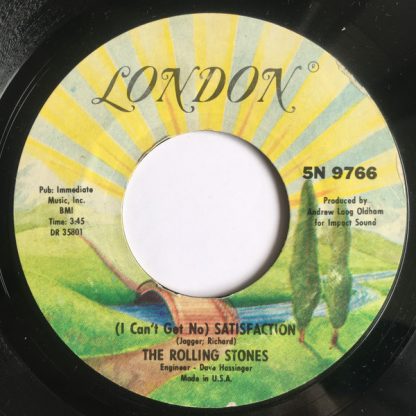 LONDON®
5N 9766
Pub: Immediate
Music, Inc.
BMI
Time: 3:45
DR 35801
Produced by
Andrew Loog Oldham
for Impact Sound
(I Can't Get No) SATISFACTION
(Jagger; Richard)
THE ROLLING STONES
Engineer - Dave Hassinger
Made in U.S.A.